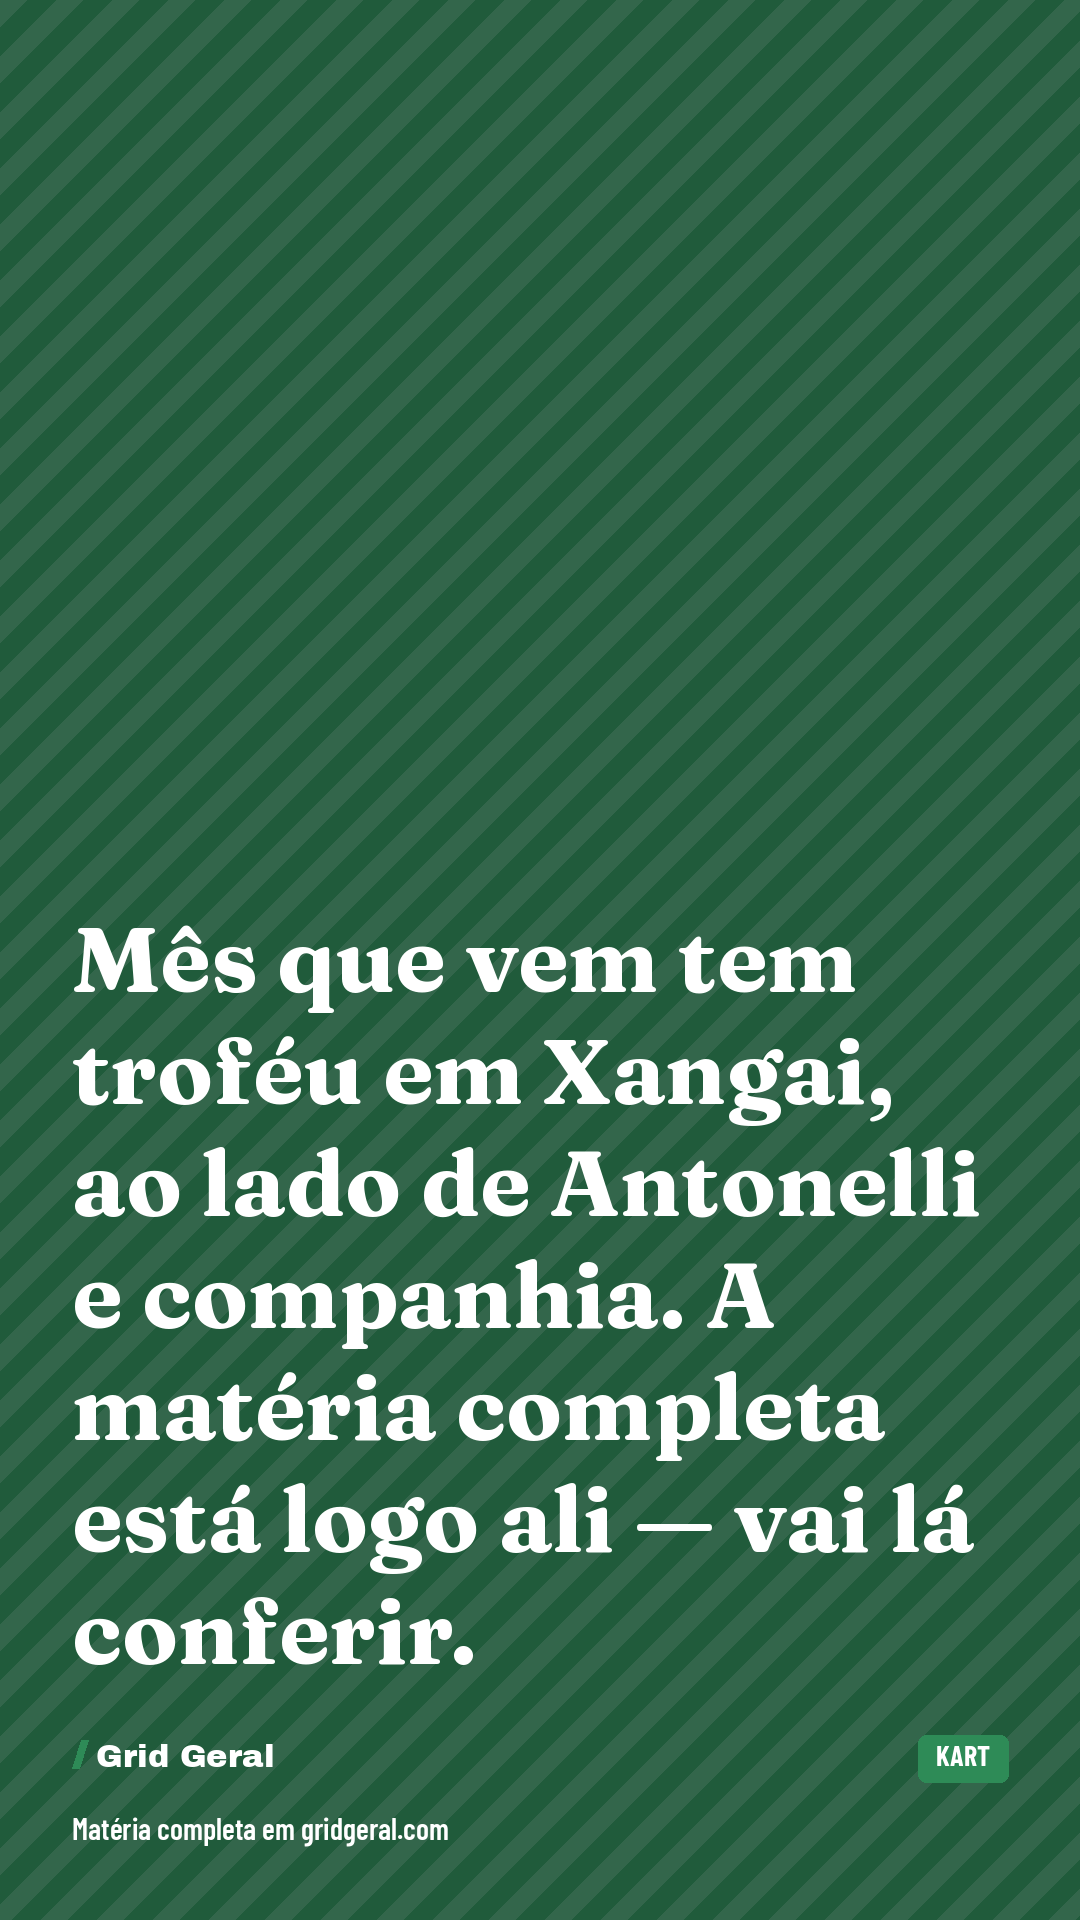 Mês que vem tem
troféu em Xangai,
ao lado de Antonelli
e companhia. A
matéria completa
está logo ali — vai lá
conferir.
Grid Geral
KART
Matéria completa em gridgeral.com